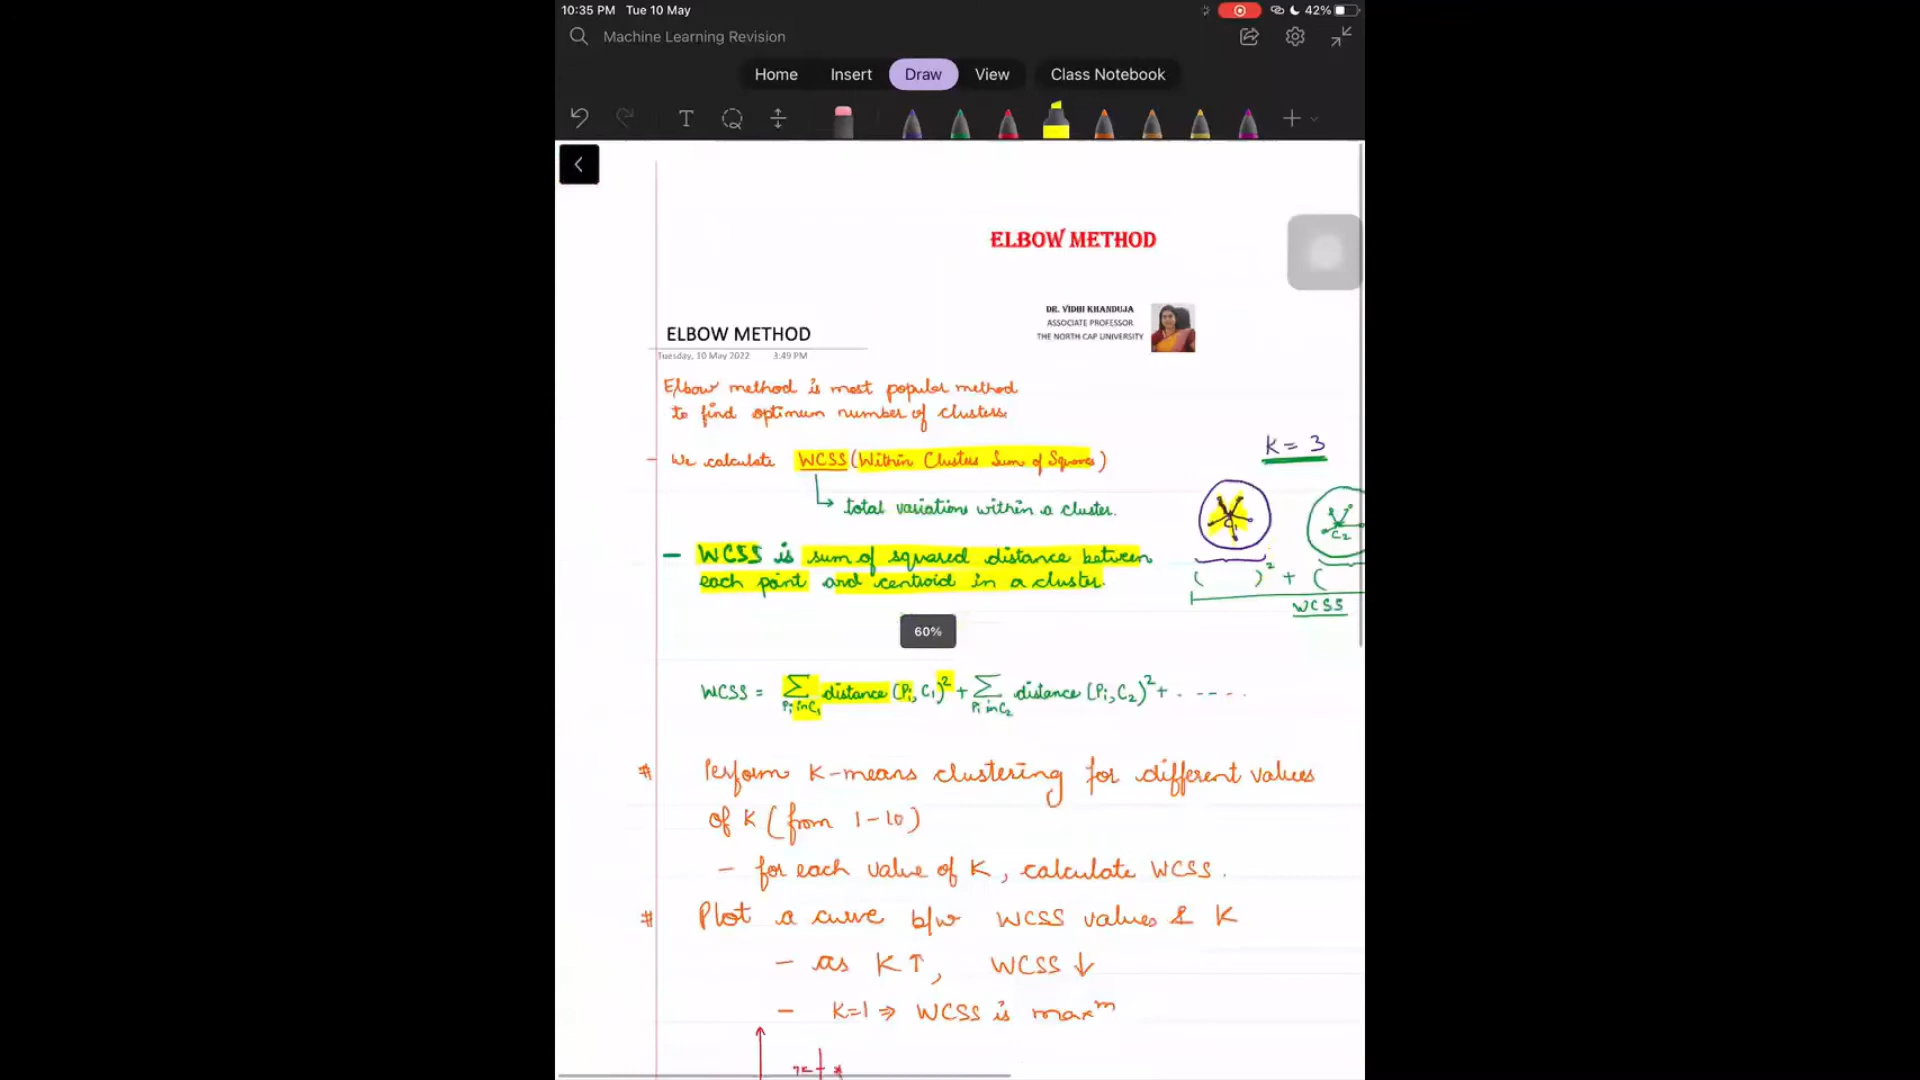 10:35 PM Tue 10 May
42%
Machine Learning Revision
Home Insert Draw View Class Notebook
T
ELBOW METHOD
DR. VIDHI KHANDUJA
ASSOCIATE PROFESSOR
THE NORTH CAP UNIVERSITY
ELBOW METHOD
Tuesday, 10 May 2022 3:49 PM
Elbow method is most popular method
to find optimum number of clusters.
- We calculate WCSS (Within Clusters Sum of Squares)
↳ total variations within a cluster.
K = 3
C1
C2
( )² + (
WCSS
- WCSS is sum of squared distance between
each point and centroid in a cluster.
60%
WCSS = ∑ distance (Pi, C1)² + ∑ distance (Pi, C2)² + . ---- .
Pi in C1 Pi in C2
# Perform K-means clustering for different values
of K (from 1-10)
- for each value of K, calculate WCSS.
# Plot a curve b/w WCSS values & K
- as K↑, WCSS ↓
- K=1 ⇒ WCSS is maxm